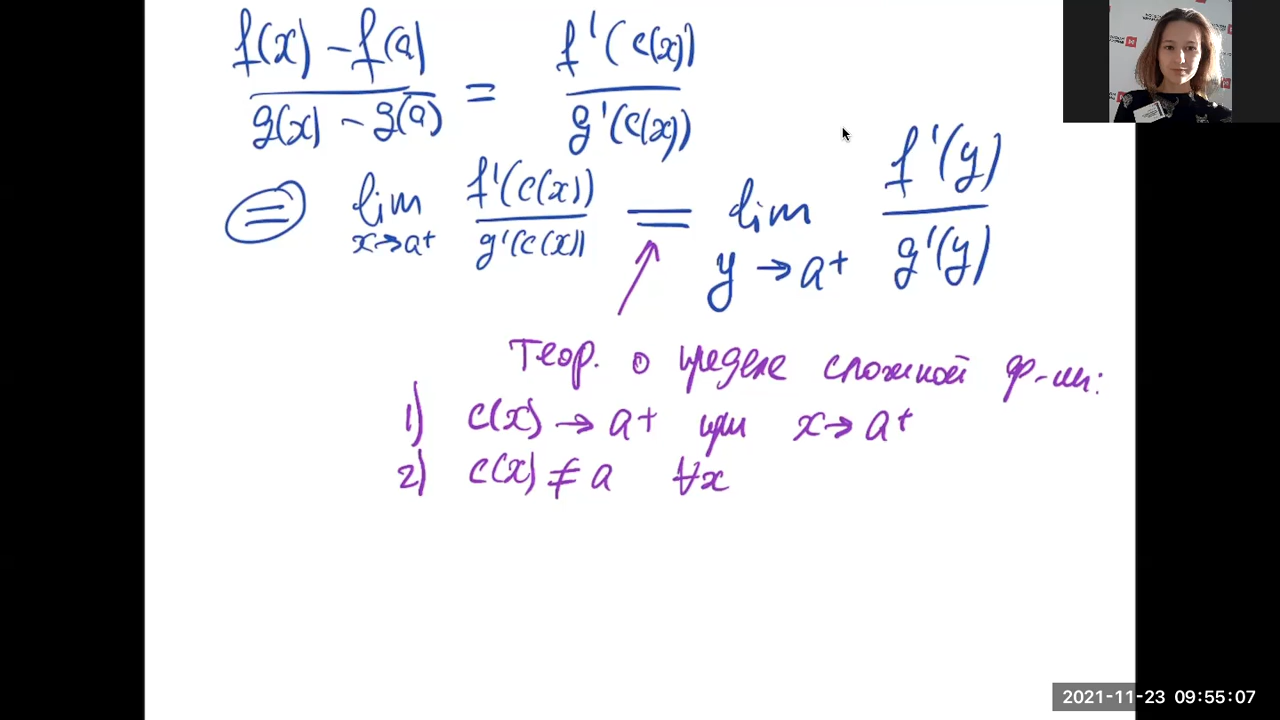 f(x) - f(a) / g(x) - g(a) = f'(c(x)) / g'(c(x))
= lim x→a+ f'(c(x)) / g'(c(x)) = lim y→a+ f'(y) / g'(y)
Теор. о пределе сложной ф-ии:
1) c(x) → a+ при x → a+
2) c(x) ≠ a ∀x
2021-11-23 09:55:07